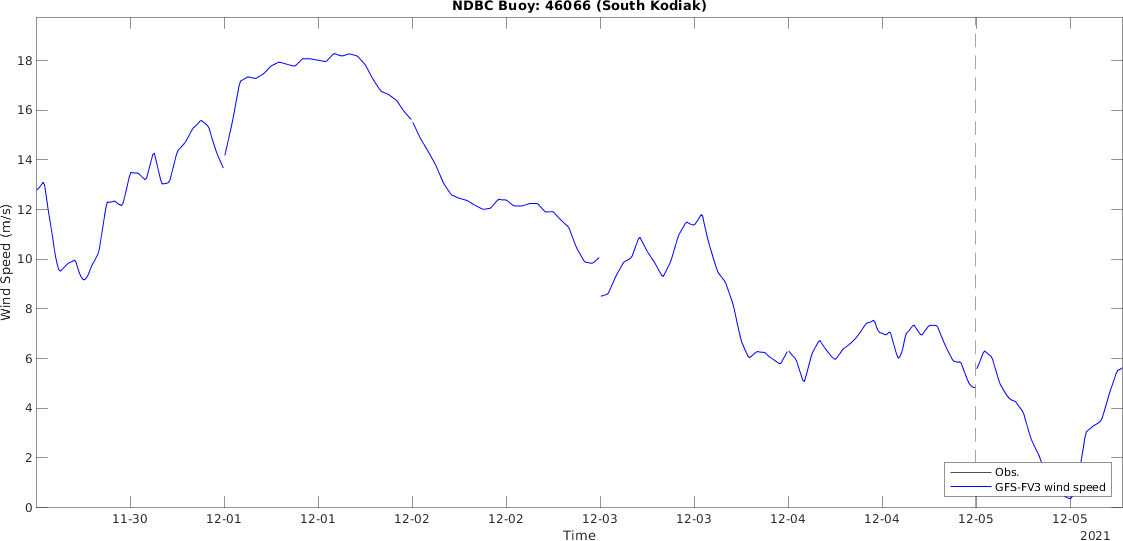 NDBC Buoy: 46066 (South Kodiak)
18
16
14
12
10
8
6
4
2
0
Wind Speed (m/s)
Obs.
GFS-FV3 wind speed
11-30 12-01 12-01 12-02 12-02 12-03 12-03 12-04 12-04 12-05 12-05
Time
2021